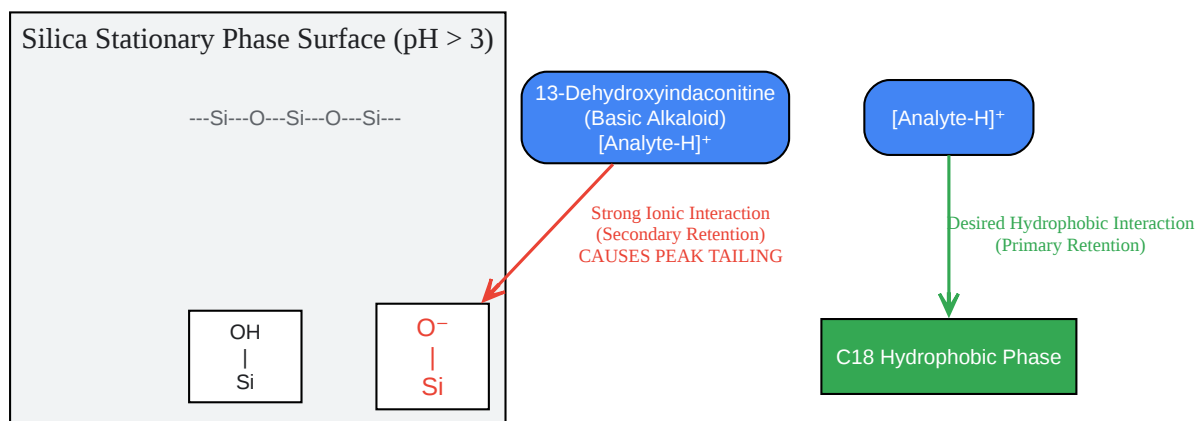 Silica Stationary Phase Surface (pH > 3)
---Si---O---Si---O---Si---
13-Dehydroxyindaconitine
(Basic Alkaloid)
[Analyte-H]⁺
[Analyte-H]⁺
Strong Ionic Interaction
(Secondary Retention)
CAUSES PEAK TAILING
Desired Hydrophobic Interaction
(Primary Retention)
OH
|
Si
O⁻
|
Si
C18 Hydrophobic Phase